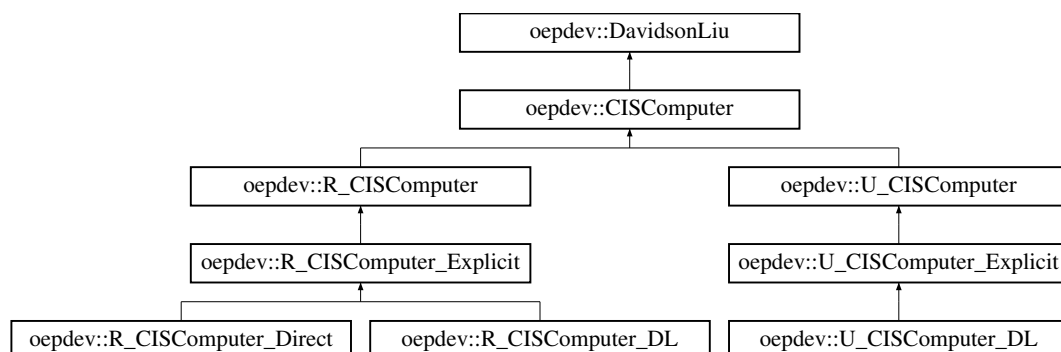 oepdev::DavidsonLiu
oepdev::CISComputer
oepdev::R_CISComputer
oepdev::U_CISComputer
oepdev::R_CISComputer_Explicit
oepdev::U_CISComputer_Explicit
oepdev::R_CISComputer_Direct
oepdev::R_CISComputer_DL
oepdev::U_CISComputer_DL